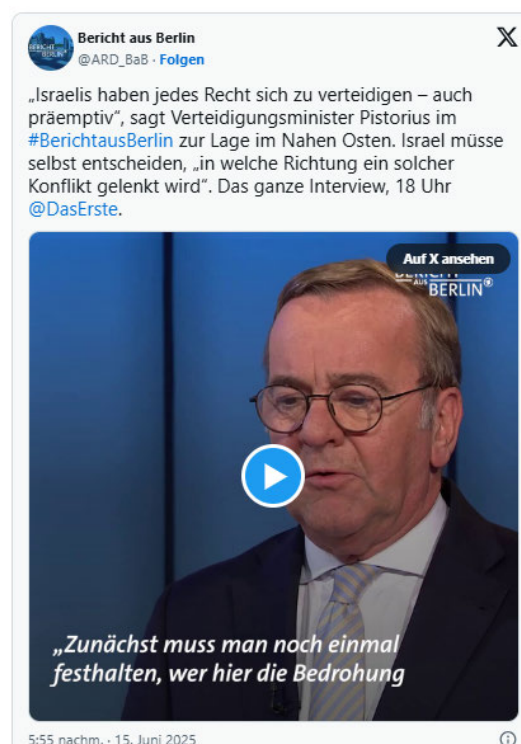 Bericht aus Berlin
@ARD_BaB · Folgen
„Israelis haben jedes Recht sich zu verteidigen – auch
präemptiv“, sagt Verteidigungsminister Pistorius im
#BerichtausBerlin zur Lage im Nahen Osten. Israel müsse
selbst entscheiden, „in welche Richtung ein solcher
Konflikt gelenkt wird“. Das ganze Interview, 18 Uhr
@DasErste.
Auf X ansehen
BERICHT
AUS BERLIN
„Zunächst muss man noch einmal
festhalten, wer hier die Bedrohung
5:55 nachm. · 15. Juni 2025